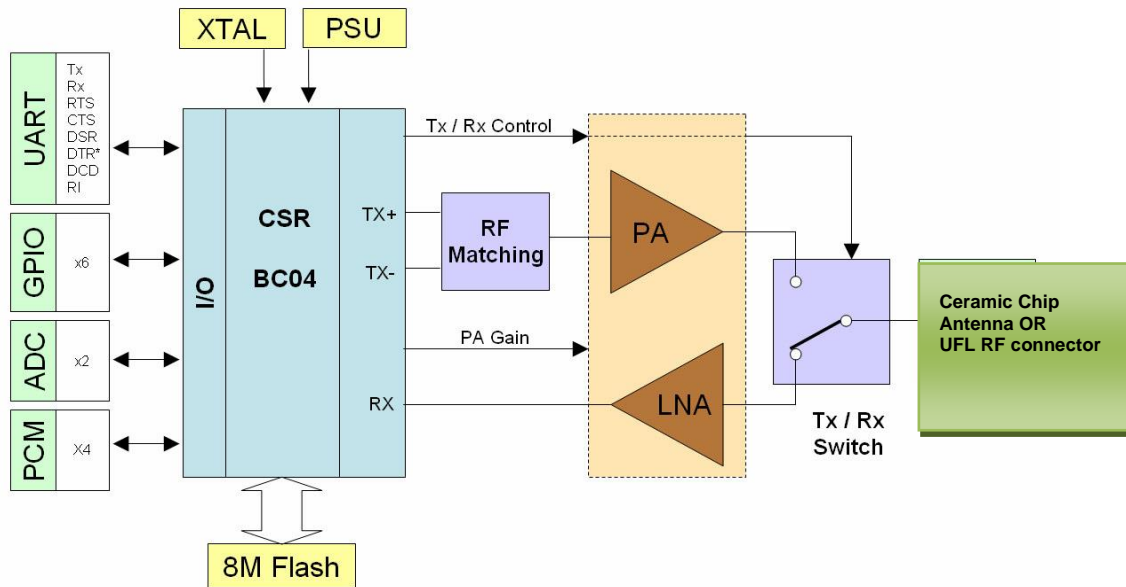 XTAL
PSU
UART
Tx
Rx
RTS
CTS
DSR
DTR*
DCD
RI
GPIO
x6
ADC
x2
PCM
X4
I/O
CSR
BC04
TX+
TX-
RX
Tx / Rx Control
RF
Matching
PA Gain
PA
LNA
Tx / Rx
Switch
Ceramic Chip
Antenna OR
UFL RF connector
8M Flash